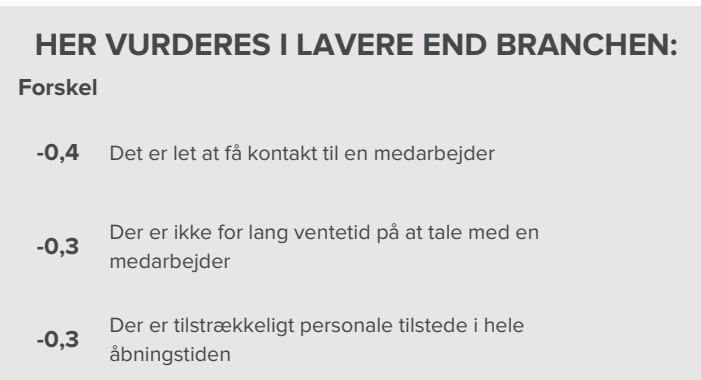 HER VURDERES I LAVERE END BRANCHEN:
Forskel
-0,4 Det er let at få kontakt til en medarbejder
-0,3 Der er ikke for lang ventetid på at tale med en
medarbejder
-0,3 Der er tilstrækkeligt personale tilstede i hele
åbningstiden